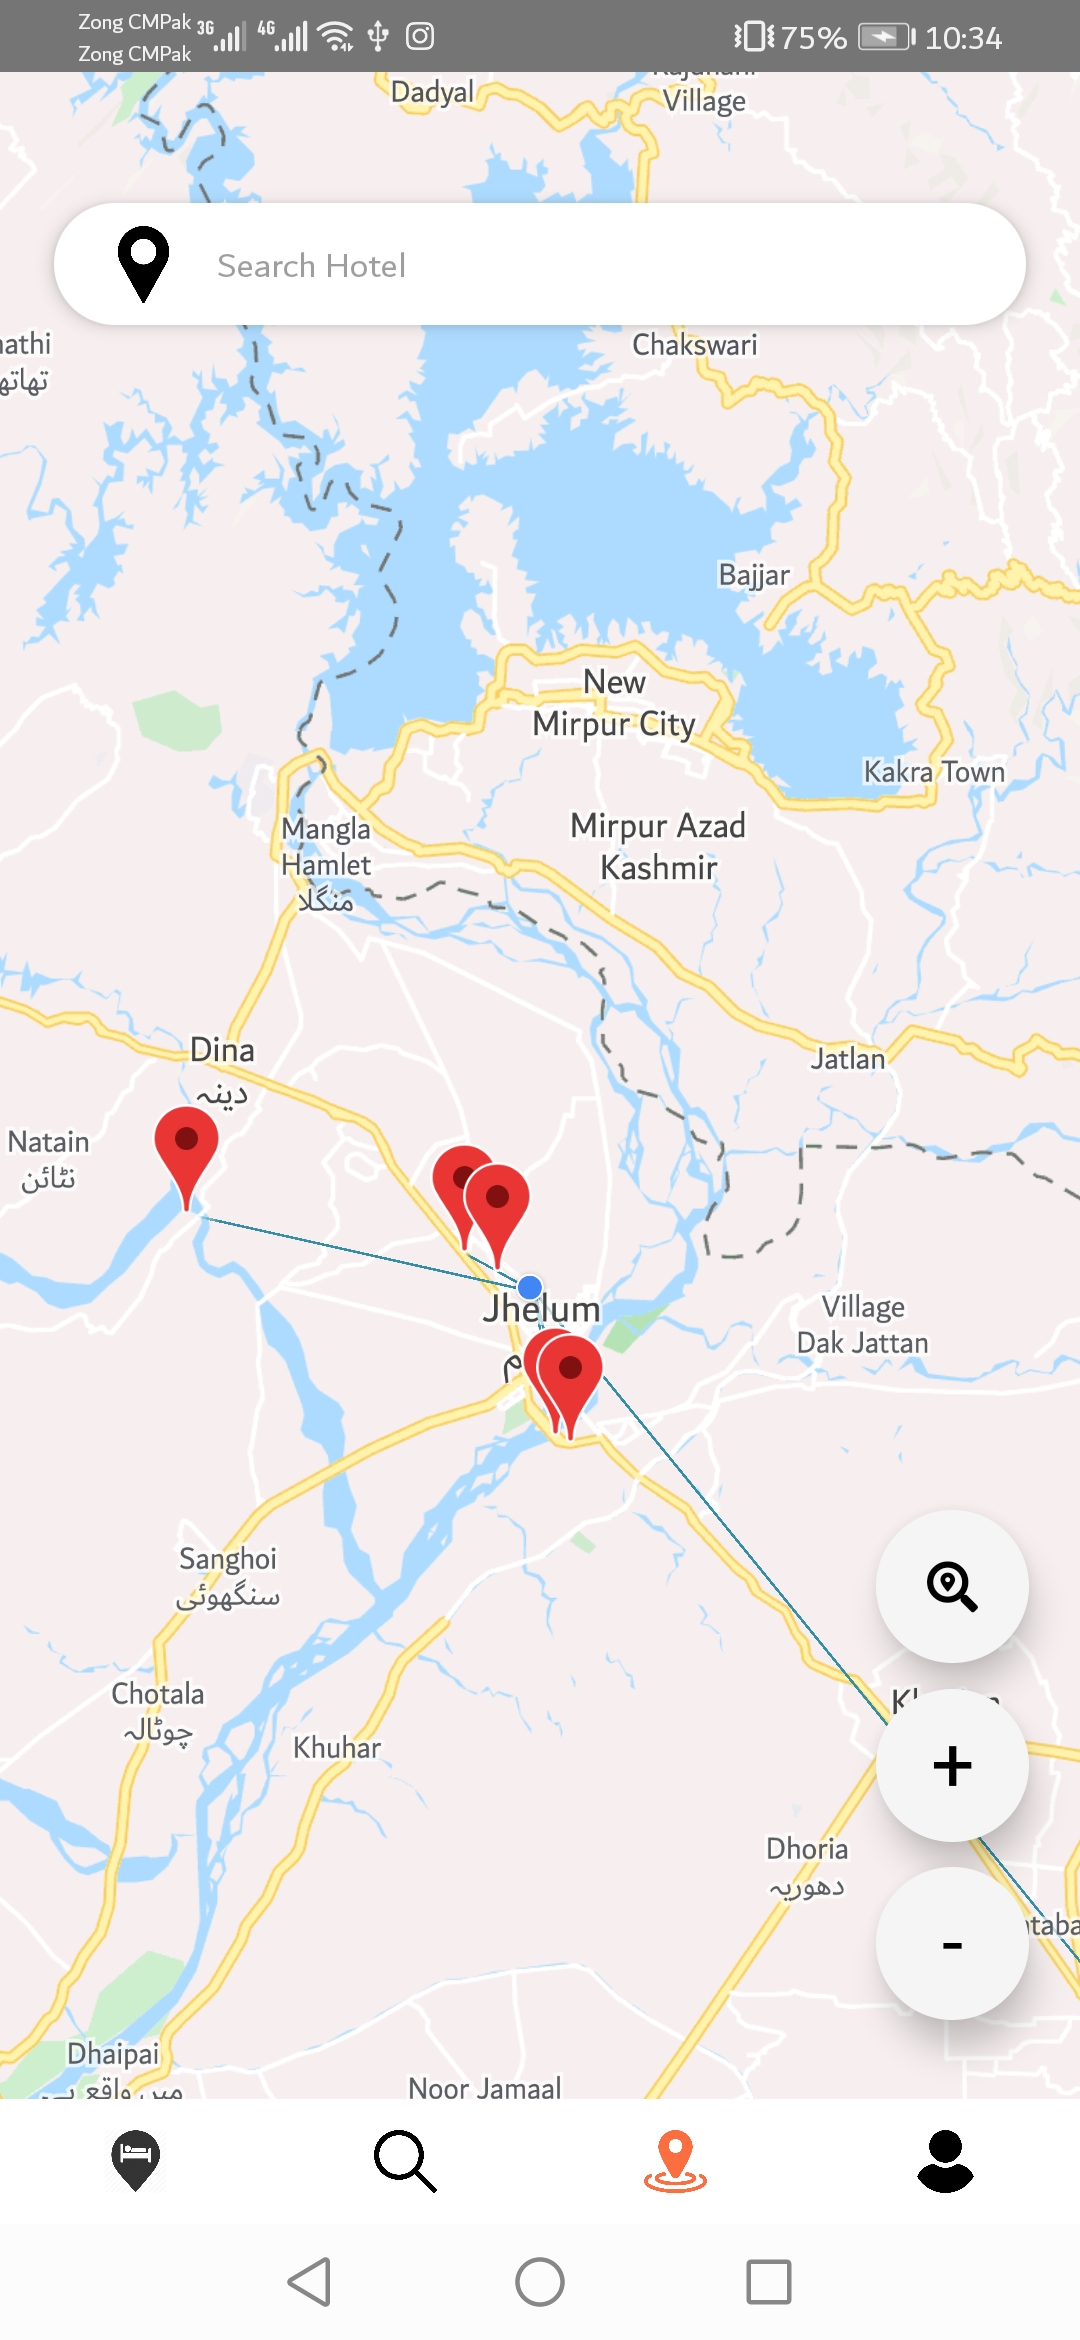 Zong CMPak
3G
4G
Zong CMPak
75%
10:34
Dadyal
Village
Search Hotel
Chakswari
Bajjar
New
Mirpur City
Kakra Town
Mirpur Azad
Kashmir
Mangla
Hamlet
منگلا
Dina
دینہ
Jatlan
Natain
نٹائن
Jhelum
Village
Dak Jattan
Sanghoi
سنگھوئی
Chotala
چوٹالہ
Khuhar
+
Dhoria
دھوریہ
-
Dhaipai
Noor Jamaal